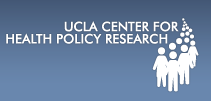 UCLA CENTER FOR
HEALTH POLICY RESEARCH